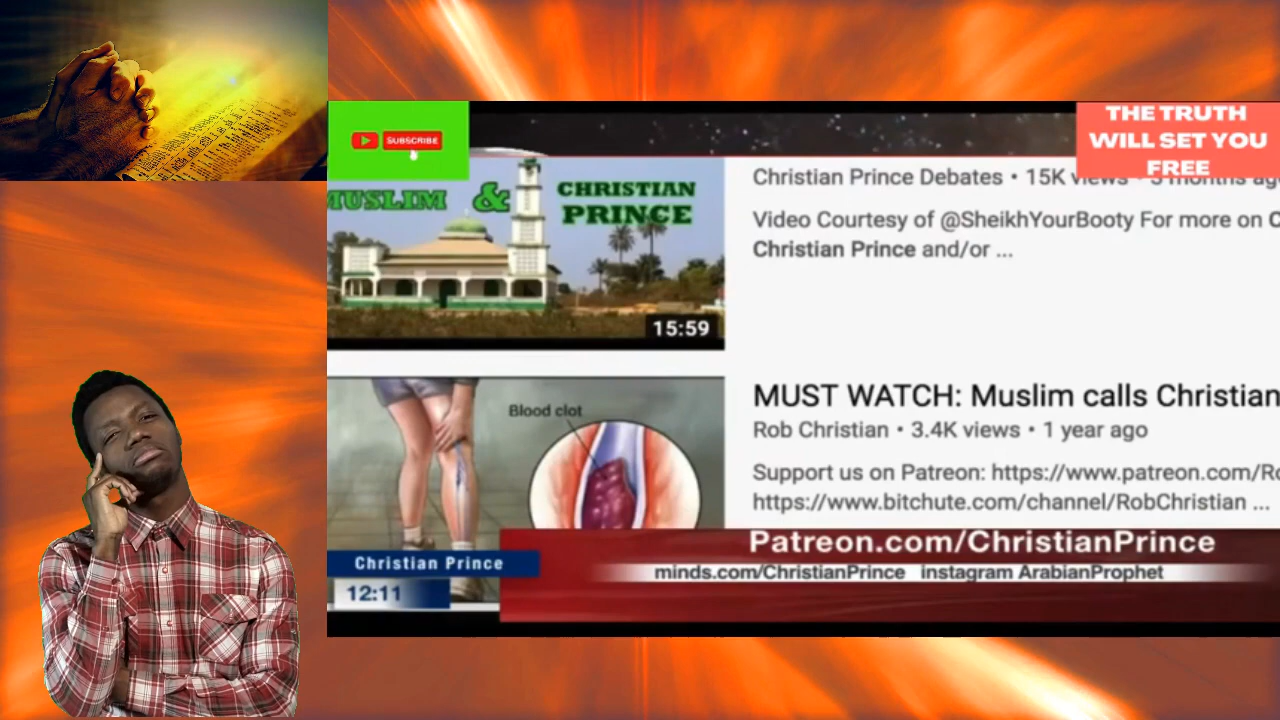 SUBSCRIBE
THE TRUTH
WILL SET YOU
FREE
MUSLIM & CHRISTIAN
PRINCE
15:59
Christian Prince Debates • 15K views
Video Courtesy of @SheikhYourBooty For more on
Christian Prince and/or ...
Blood clot
MUST WATCH: Muslim calls Christian
Rob Christian • 3.4K views • 1 year ago
Support us on Patreon: https://www.patreon.com/Ro
https://www.bitchute.com/channel/RobChristian ...
Patreon.com/ChristianPrince
Christian Prince
minds.com/ChristianPrince instagram ArabianProphet
12:11